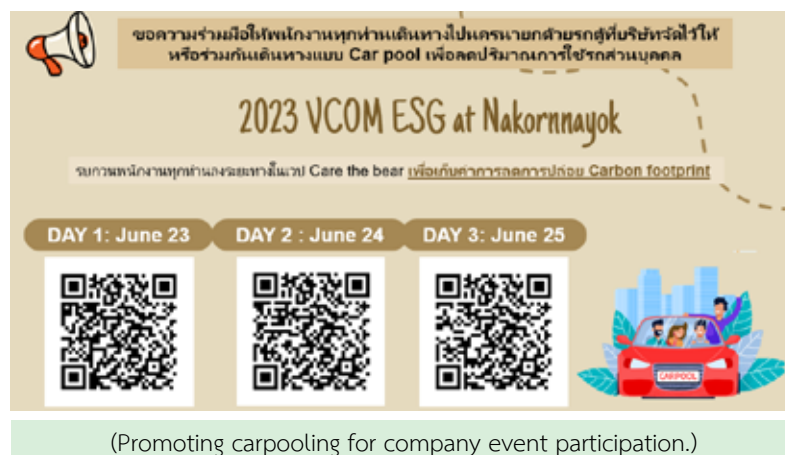 ขอความร่วมมือให้พนักงานทุกท่านเดินทางไปนครนายกด้วยรถตู้ที่บริษัทจัดไว้ให้
หรือร่วมกันเดินทางแบบ Car pool เพื่อลดปริมาณการใช้รถส่วนบุคคล
2023 VCOM ESG at Nakornnayok
รบกวนพนักงานทุกท่านลงระยะทางในเวป Care the bear เพื่อเก็บค่าการลดการปล่อย Carbon footprint
DAY 1: June 23
DAY 2 : June 24
DAY 3: June 25
CARPOOL
(Promoting carpooling for company event participation.)